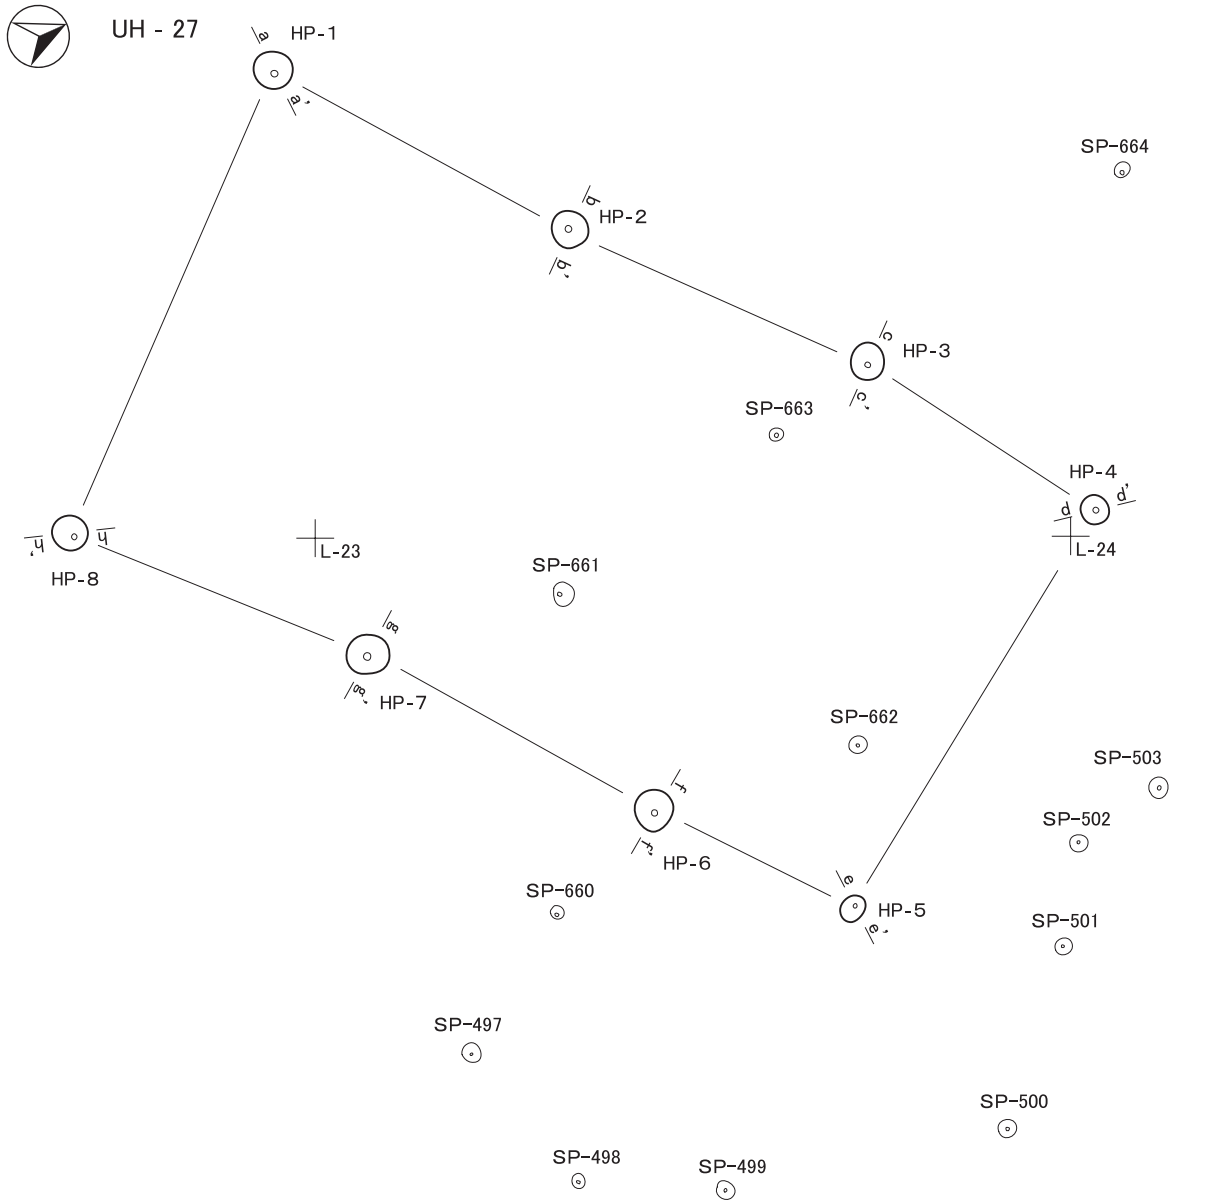 UH - 27
a
HP-1
a'
SP-664
b
HP-2
b'
c
HP-3
c'
SP-663
HP-4
d
d'
h'
h
HP-8
L-23
L-24
SP-661
g
g'
HP-7
SP-662
SP-503
f
f'
HP-6
SP-502
e
HP-5
e'
SP-660
SP-501
SP-497
SP-500
SP-498
SP-499